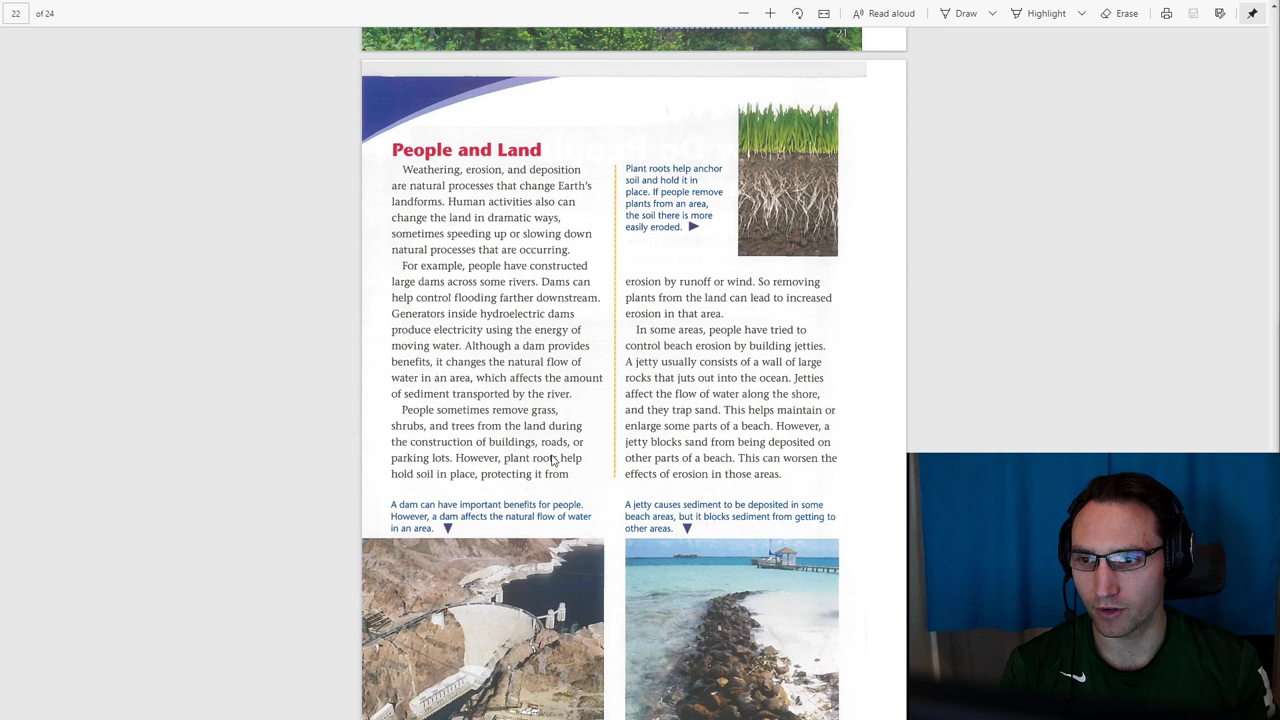 22
of 24
Read aloud
Draw
Highlight
Erase
21
People and Land
Weathering, erosion, and deposition
are natural processes that change Earth's
landforms. Human activities also can
change the land in dramatic ways,
sometimes speeding up or slowing down
natural processes that are occurring.
For example, people have constructed
large dams across some rivers. Dams can
help control flooding farther downstream.
Generators inside hydroelectric dams
produce electricity using the energy of
moving water. Although a dam provides
benefits, it changes the natural flow of
water in an area, which affects the amount
of sediment transported by the river.
People sometimes remove grass,
shrubs, and trees from the land during
the construction of buildings, roads, or
parking lots. However, plant roots help
hold soil in place, protecting it from
A dam can have important benefits for people.
However, a dam affects the natural flow of water
in an area.
Plant roots help anchor
soil and hold it in
place. If people remove
plants from an area,
the soil there is more
easily eroded.
erosion by runoff or wind. So removing
plants from the land can lead to increased
erosion in that area.
In some areas, people have tried to
control beach erosion by building jetties.
A jetty usually consists of a wall of large
rocks that juts out into the ocean. Jetties
affect the flow of water along the shore,
and they trap sand. This helps maintain or
enlarge some parts of a beach. However, a
jetty blocks sand from being deposited on
other parts of a beach. This can worsen the
effects of erosion in those areas.
A jetty causes sediment to be deposited in some
beach areas, but it blocks sediment from getting to
other areas.